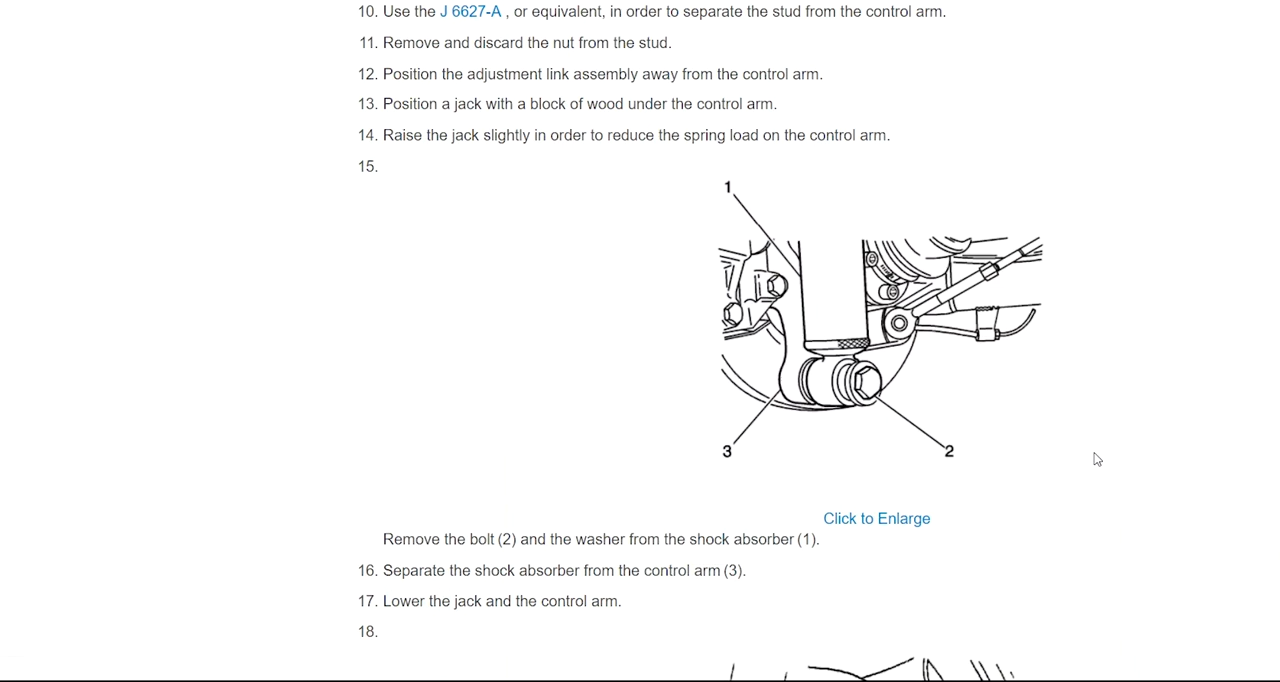 10. Use the J 6627-A , or equivalent, in order to separate the stud from the control arm.
11. Remove and discard the nut from the stud.
12. Position the adjustment link assembly away from the control arm.
13. Position a jack with a block of wood under the control arm.
14. Raise the jack slightly in order to reduce the spring load on the control arm.
15.
1
3
2
Click to Enlarge
Remove the bolt (2) and the washer from the shock absorber (1).
16. Separate the shock absorber from the control arm (3).
17. Lower the jack and the control arm.
18.